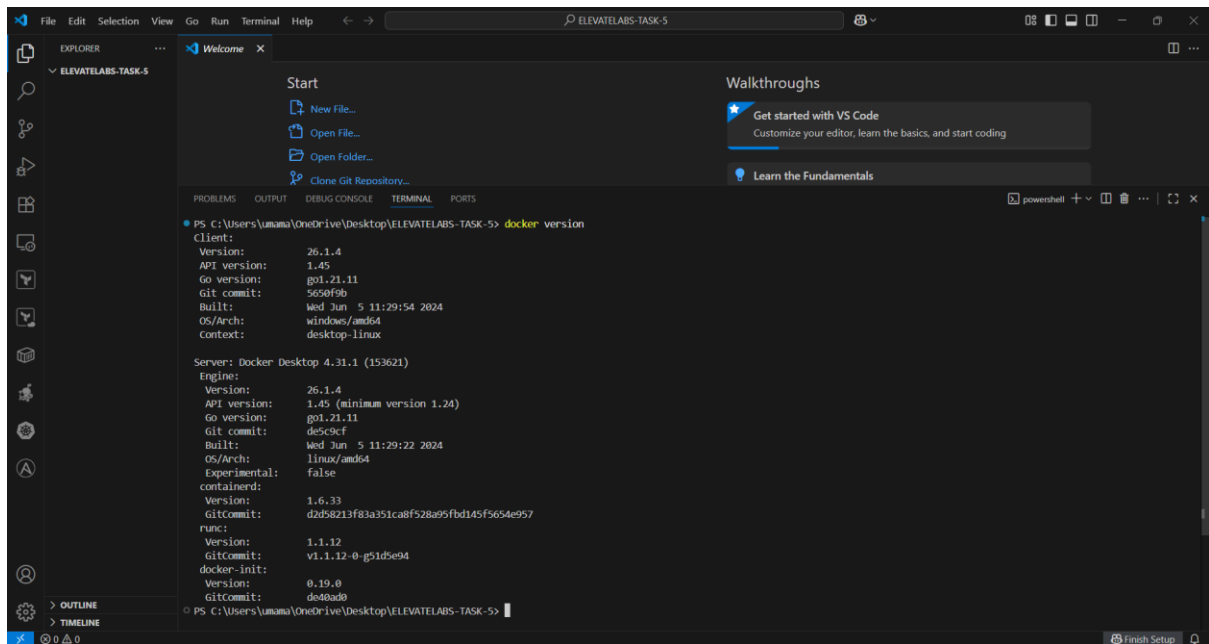 File Edit Selection View Go Run Terminal Help ELEVATELABS-TASK-5
EXPLORER
ELEVATELABS-TASK-5
Welcome
Start
New File...
Open File...
Open Folder...
Clone Git Repository...
Walkthroughs
Get started with VS Code
Customize your editor, learn the basics, and start coding
Learn the Fundamentals
PROBLEMS OUTPUT DEBUG CONSOLE TERMINAL PORTS powershell
PS C:\Users\umama\OneDrive\Desktop\ELEVATELABS-TASK-5> docker version
Client:
Version: 26.1.4
API version: 1.45
Go version: go1.21.11
Git commit: 5650f9b
Built: Wed Jun 5 11:29:54 2024
OS/Arch: windows/amd64
Context: desktop-linux
Server: Docker Desktop 4.31.1 (153621)
Engine:
Version: 26.1.4
API version: 1.45 (minimum version 1.24)
Go version: go1.21.11
Git commit: de5c9cf
Built: Wed Jun 5 11:29:22 2024
OS/Arch: linux/amd64
Experimental: false
containerd:
Version: 1.6.33
GitCommit: d2d58213f83a351ca8f528a95fbd145f5654e957
runc:
Version: 1.1.12
GitCommit: v1.1.12-0-g51d5e94
docker-init:
Version: 0.19.0
GitCommit: de40ad0
PS C:\Users\umama\OneDrive\Desktop\ELEVATELABS-TASK-5>
OUTLINE
TIMELINE
0 0 Finish Setup